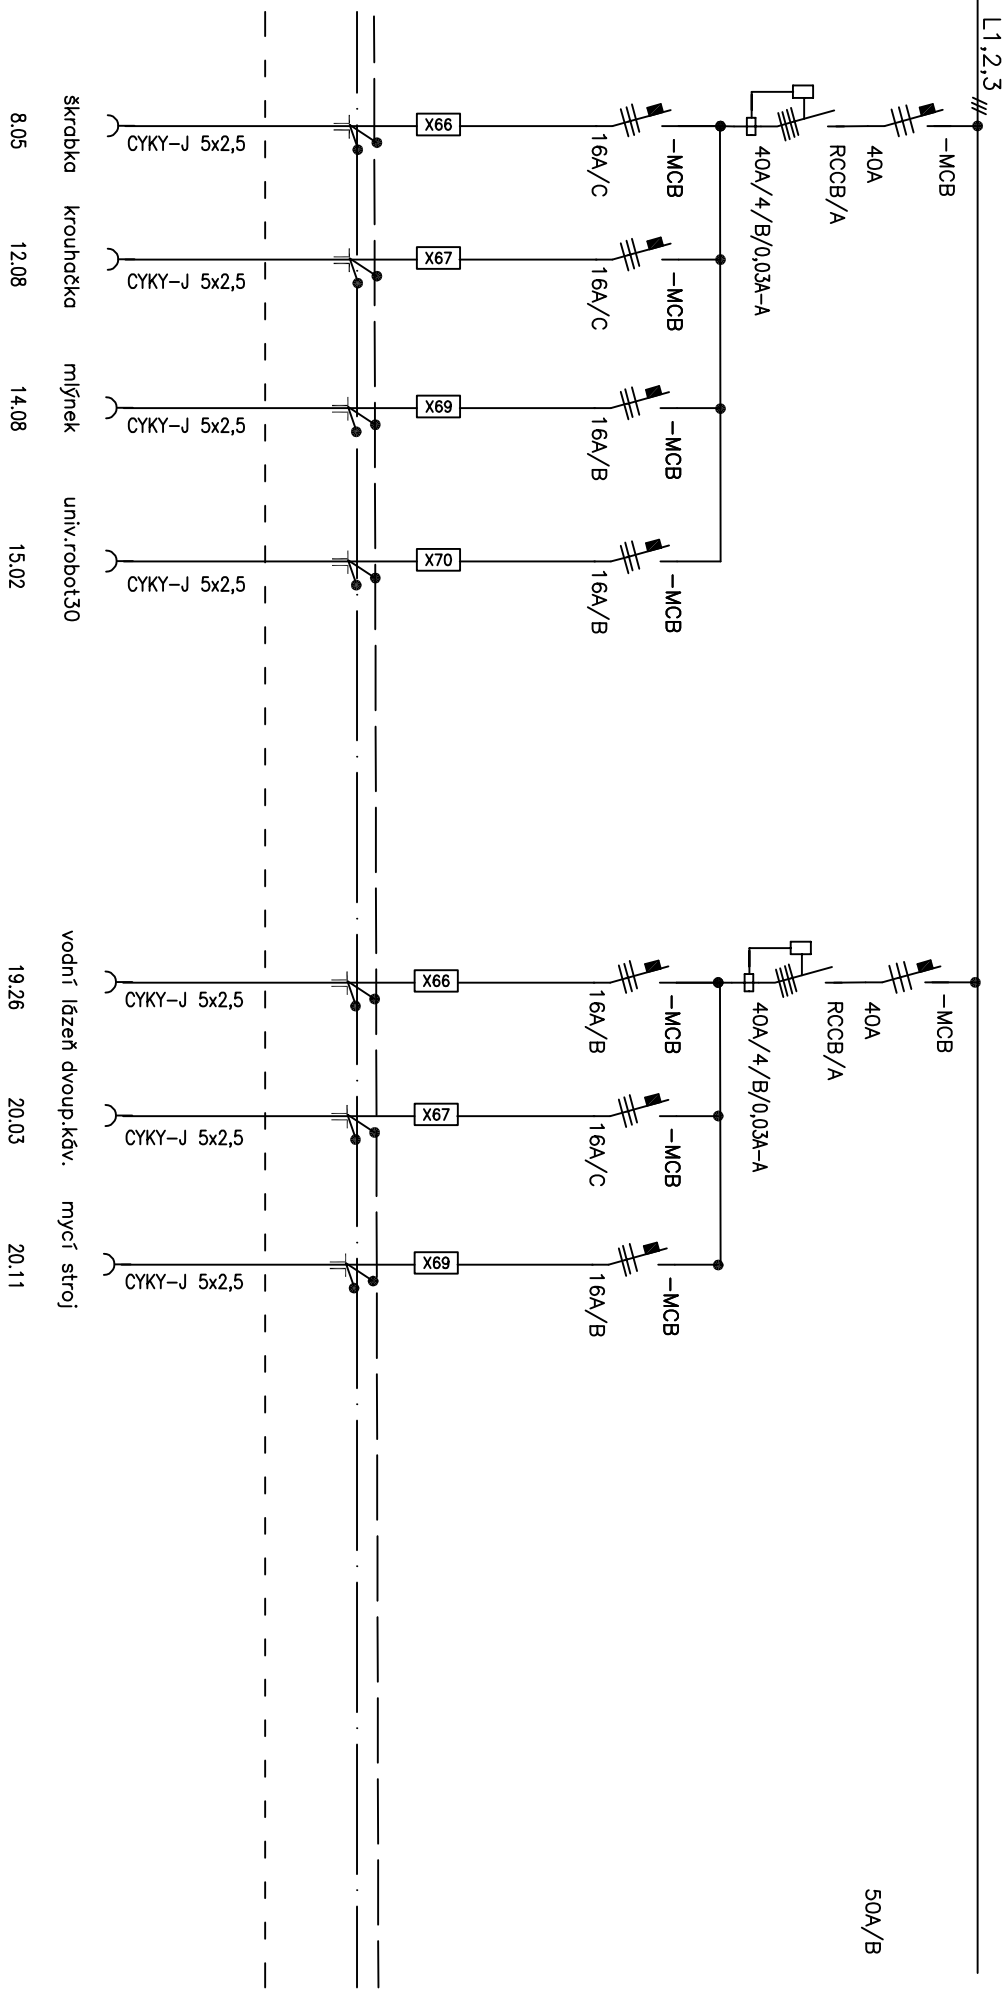 L1,2,3
-MCB
40A
RCCB/A
40A/4/B/0,03A-A
-MCB
16A/C
X66
CYKY-J 5x2,5
škrabka
8.05
-MCB
16A/C
X67
CYKY-J 5x2,5
krouhačka
12.08
-MCB
16A/B
X69
CYKY-J 5x2,5
mlýnek
14.08
-MCB
16A/B
X70
CYKY-J 5x2,5
univ.robot30
15.02
-MCB
40A
RCCB/A
40A/4/B/0,03A-A
-MCB
16A/B
X66
CYKY-J 5x2,5
vodní lázeň
19.26
-MCB
16A/C
X67
CYKY-J 5x2,5
dvoup.káv.
20.03
-MCB
16A/B
X69
CYKY-J 5x2,5
mycí stroj
20.11
50A/B